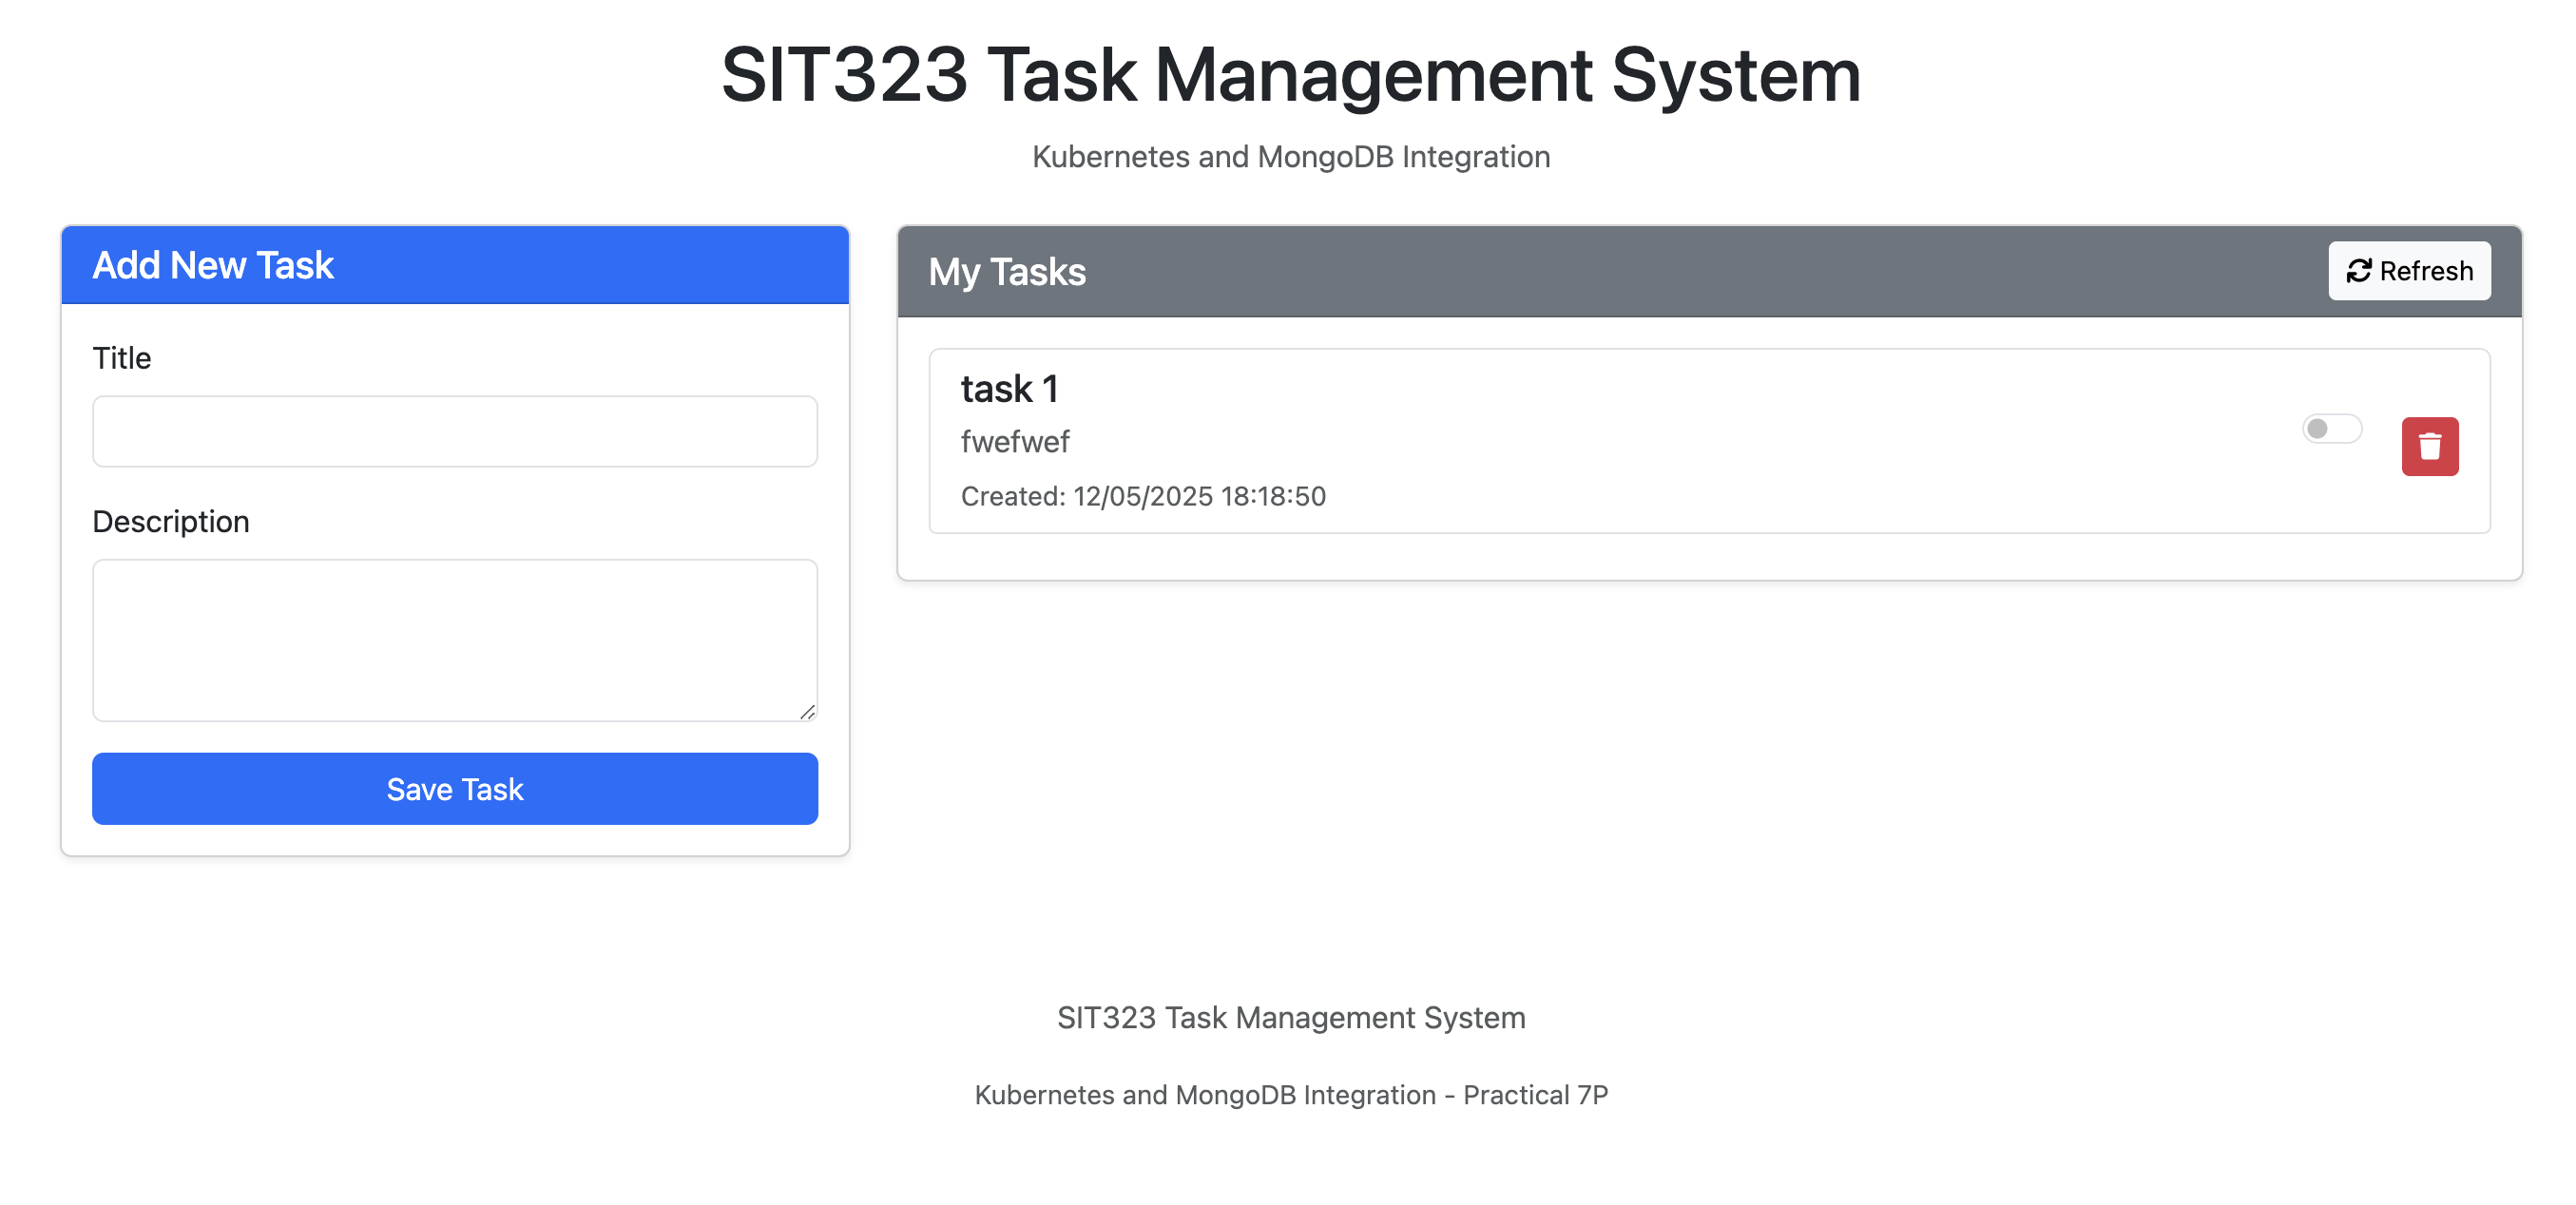 SIT323 Task Management System
Kubernetes and MongoDB Integration
Add New Task
Title
Description
Save Task
My Tasks
Refresh
task 1
fwefwef
Created: 12/05/2025 18:18:50
SIT323 Task Management System
Kubernetes and MongoDB Integration - Practical 7P